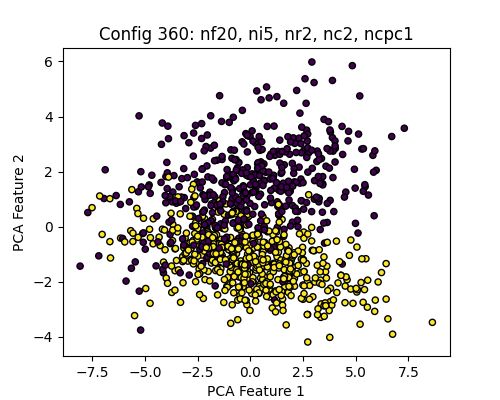 Config 360: nf20, ni5, nr2, nc2, ncpc1
6
4
2
0
−2
−4
PCA Feature 2
−7.5 −5.0 −2.5 0.0 2.5 5.0 7.5
PCA Feature 1